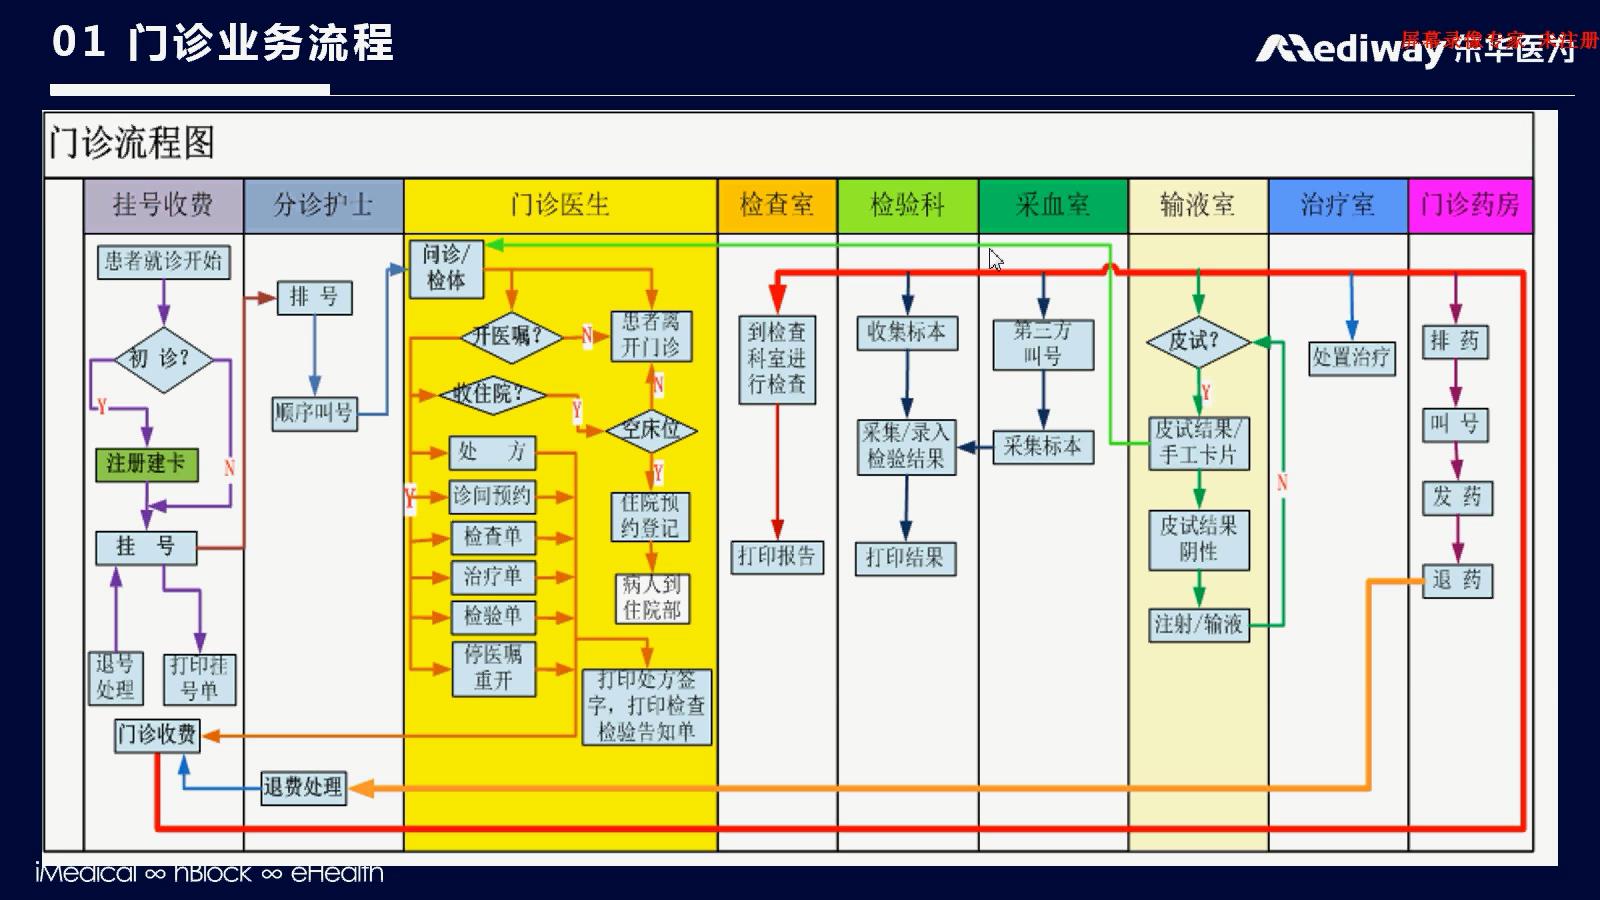 01 门诊业务流程
Mediway 东华医为
屏幕录像专家 未注册
门诊流程图
挂号收费
分诊护士
门诊医生
检查室
检验科
采血室
输液室
治疗室
门诊药房
患者就诊开始
初 诊?
Y
N
注册建卡
挂 号
退号
处理
打印挂
号单
门诊收费
排 号
顺序叫号
退费处理
问诊/
检体
开医嘱?
N
患者离
开门诊
收住院?
Y
N
空床位
Y
处 方
诊间预约
Y
检查单
治疗单
检验单
停医嘱
重开
住院预
约登记
病人到
住院部
打印处方签
字，打印检查
检验告知单
到检查
科室进
行检查
打印报告
收集标本
采集/录入
检验结果
打印结果
第三方
叫号
采集标本
皮试?
Y
皮试结果/
手工卡片
N
皮试结果
阴性
注射/输液
处置治疗
排 药
叫 号
发 药
退 药
iMedical ∞ hBlock ∞ eHealth